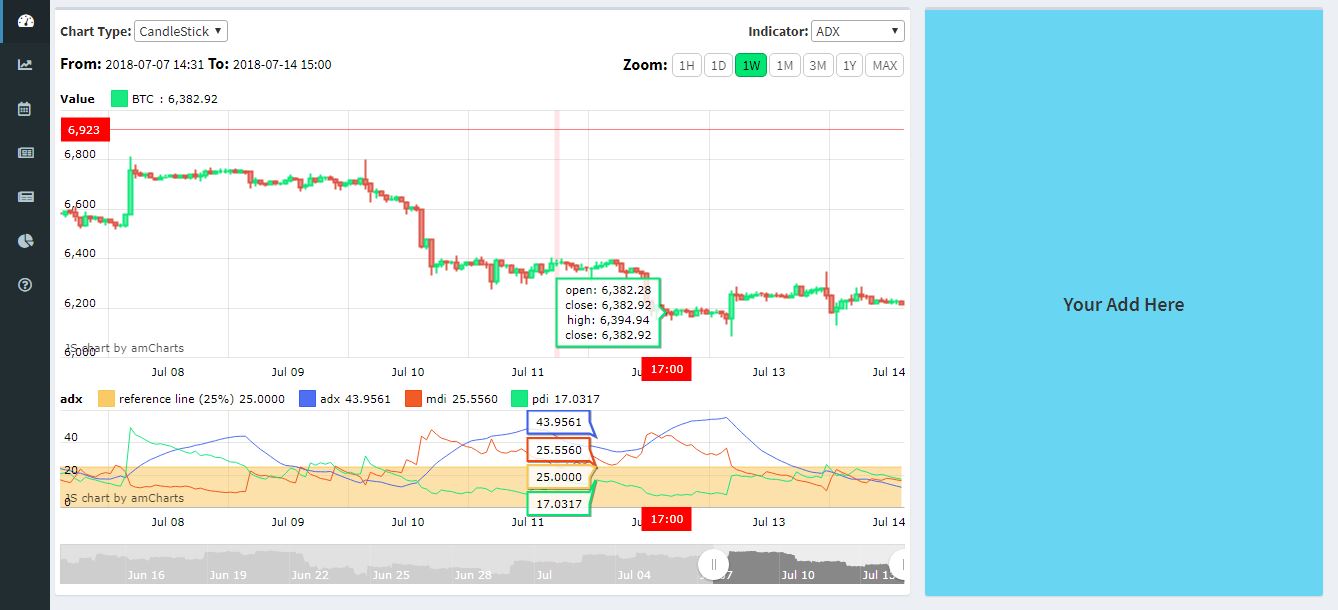 Chart Type: CandleStick ▼ Indicator: ADX ▼
From: 2018-07-07 14:31 To: 2018-07-14 15:00 Zoom: 1H 1D 1W 1M 3M 1Y MAX
Value BTC : 6,382.92
6,923
6,800
6,600
6,400
6,200
6,000
open: 6,382.28
close: 6,382.92
high: 6,394.94
close: 6,382.92
JS chart by amCharts
Jul 08 Jul 09 Jul 10 Jul 11 17:00 Jul 13 Jul 14
adx reference line (25%) 25.0000 adx 43.9561 mdi 25.5560 pdi 17.0317
40
20
0
43.9561
25.5560
25.0000
17.0317
JS chart by amCharts
Jul 08 Jul 09 Jul 10 Jul 11 17:00 Jul 13 Jul 14
Jun 16 Jun 19 Jun 22 Jun 25 Jun 28 Jul Jul 04 Jul 10
Your Add Here